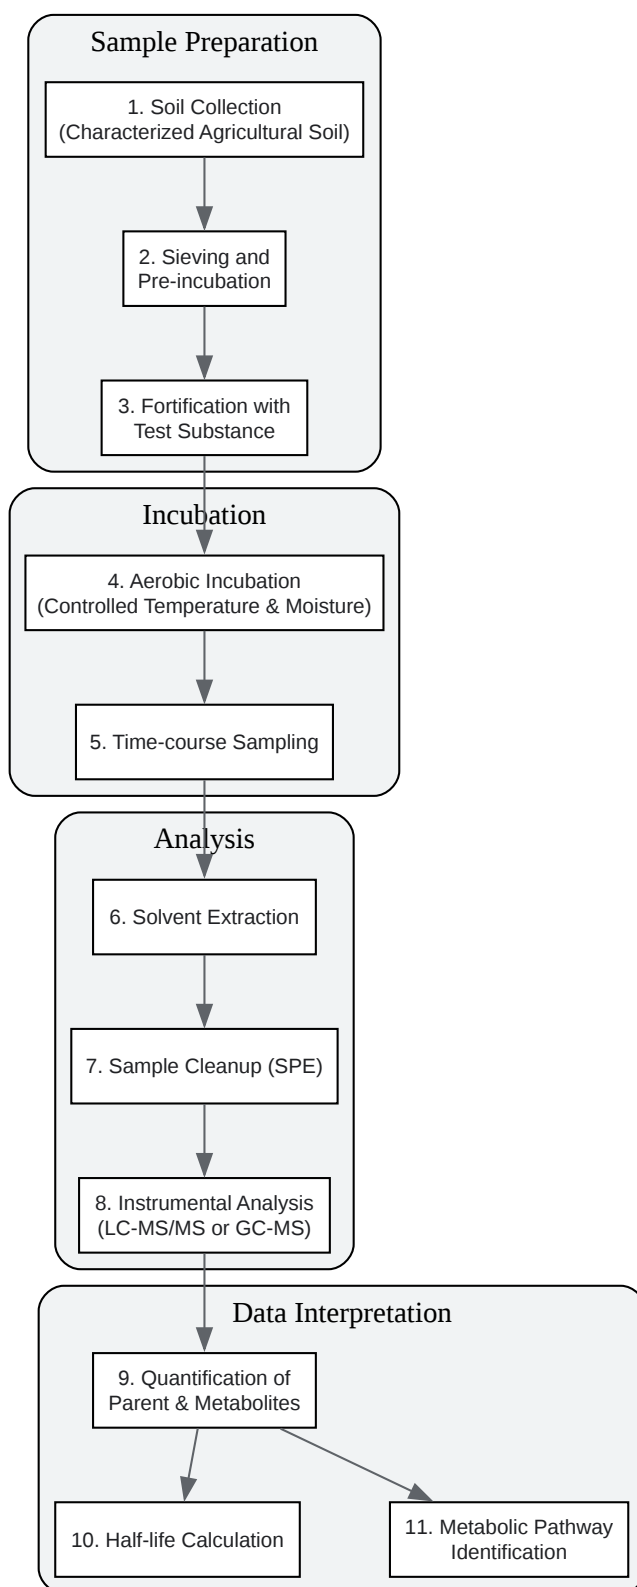 Sample Preparation
1. Soil Collection
(Characterized Agricultural Soil)
2. Sieving and
Pre-incubation
3. Fortification with
Test Substance
Incubation
4. Aerobic Incubation
(Controlled Temperature & Moisture)
5. Time-course Sampling
Analysis
6. Solvent Extraction
7. Sample Cleanup (SPE)
8. Instrumental Analysis
(LC-MS/MS or GC-MS)
Data Interpretation
9. Quantification of
Parent & Metabolites
10. Half-life Calculation
11. Metabolic Pathway
Identification